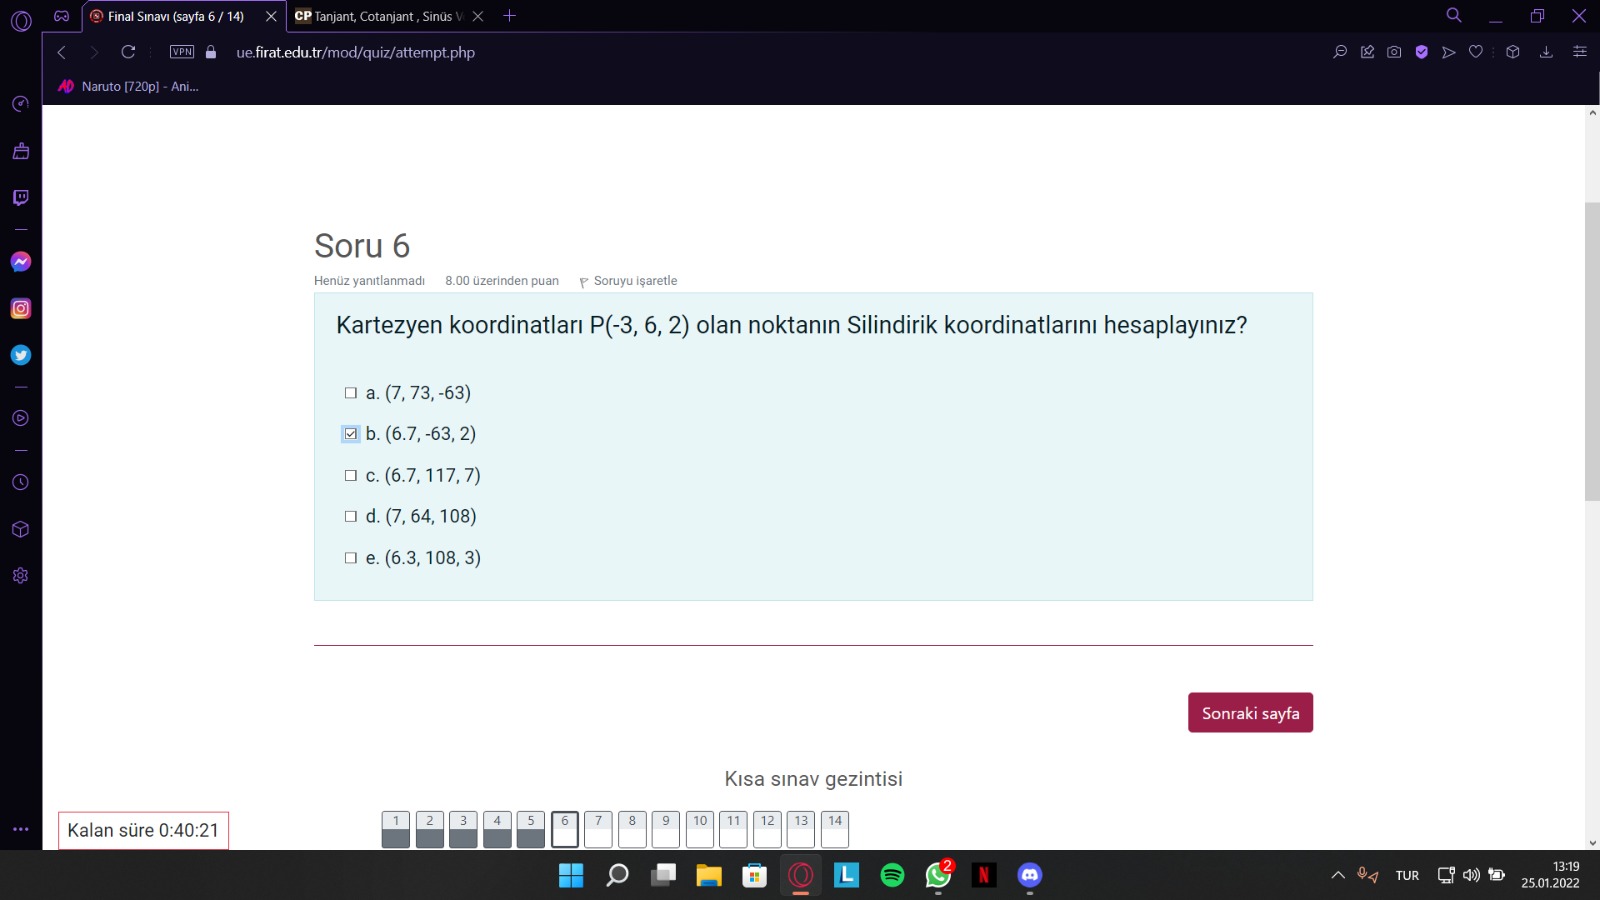 Final Sınavı (sayfa 6 / 14)
CP Tanjant, Cotanjant , Sinüs V
VPN
ue.firat.edu.tr/mod/quiz/attempt.php
Naruto [720p] - Ani...
Soru 6
Henüz yanıtlanmadı 8.00 üzerinden puan Soruyu işaretle
Kartezyen koordinatları P(-3, 6, 2) olan noktanın Silindirik koordinatlarını hesaplayınız?
a. (7, 73, -63)
b. (6.7, -63, 2)
c. (6.7, 117, 7)
d. (7, 64, 108)
e. (6.3, 108, 3)
Sonraki sayfa
Kısa sınav gezintisi
Kalan süre 0:40:21
1 2 3 4 5 6 7 8 9 10 11 12 13 14
L
2
N
TUR
13:19
25.01.2022